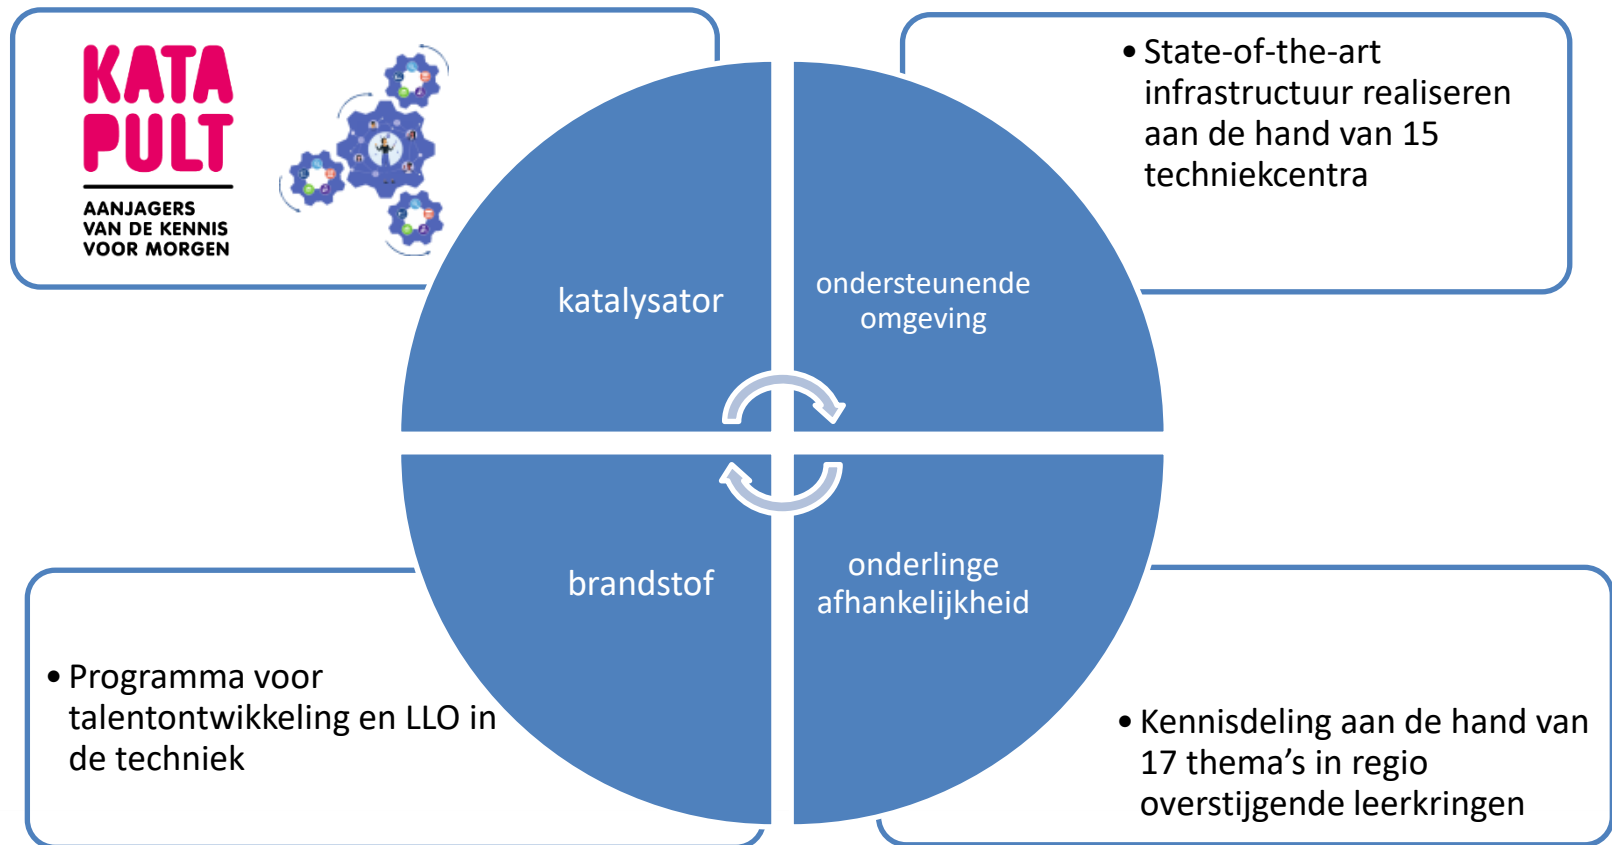 KATA
PULT
AANJAGERS
VAN DE KENNIS
VOOR MORGEN
• State-of-the-art
infrastructuur realiseren
aan de hand van 15
techniekcentra
katalysator
ondersteunende
omgeving
brandstof
onderlinge
afhankelijkheid
• Programma voor
talentontwikkeling en LLO in
de techniek
• Kennisdeling aan de hand van
17 thema’s in regio
overstijgende leerkringen